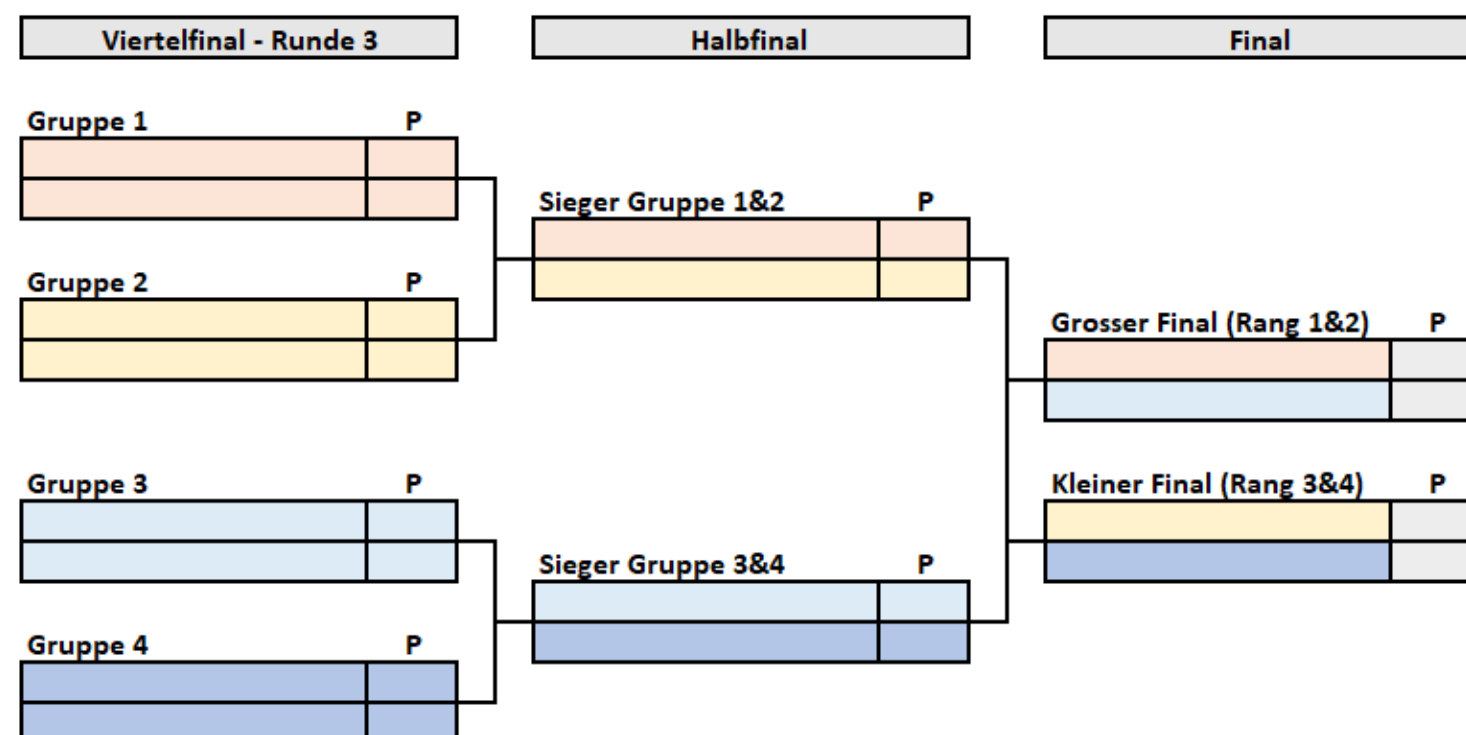 Viertelfinal - Runde 3
Halbfinal
Final
Gruppe 1 P
Sieger Gruppe 1&2 P
Gruppe 2 P
Grosser Final (Rang 1&2) P
Gruppe 3 P
Kleiner Final (Rang 3&4) P
Sieger Gruppe 3&4 P
Gruppe 4 P